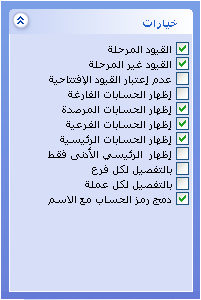 خيارات
القيود المرحلة
القيود غير المرحلة
عدم إعتبار القيود الإفتتاحية
إظهار الحسابات الفارغة
إظهار الحسابات المرصدة
إظهار الحسابات الفرعية
إظهار الحسابات الرئيسية
إظهار الرئيسي الأدنى فقط
بالتفصيل لكل فرع
بالتفصيل لكل عملة
دمج رمز الحساب مع الاسم